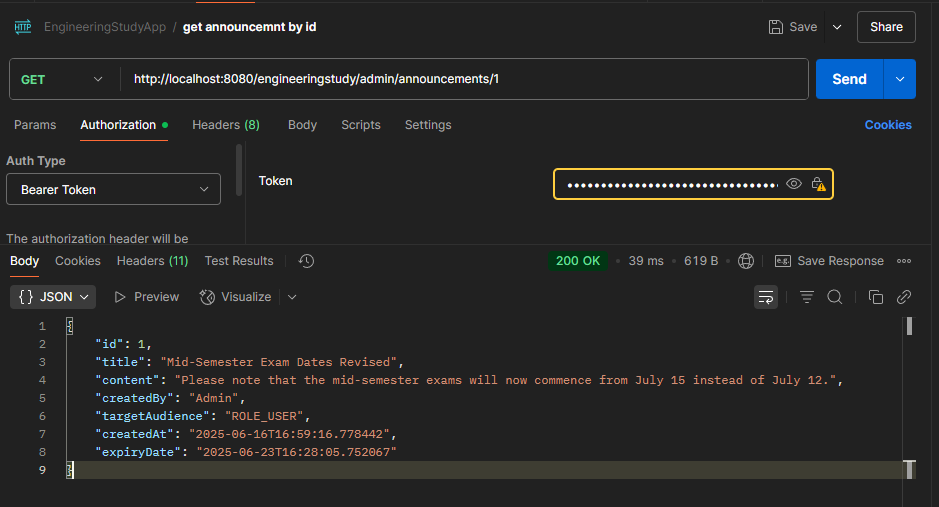 HTTP EngineeringStudyApp / get announcemnt by id Save Share
GET http://localhost:8080/engineeringstudy/admin/announcements/1 Send
Params Authorization Headers (8) Body Scripts Settings Cookies
Auth Type
Bearer Token
Token
The authorization header will be
Body Cookies Headers (11) Test Results 200 OK • 39 ms • 619 B e.g. Save Response
{} JSON Preview Visualize
1 {
2 "id": 1,
3 "title": "Mid-Semester Exam Dates Revised",
4 "content": "Please note that the mid-semester exams will now commence from July 15 instead of July 12.",
5 "createdBy": "Admin",
6 "targetAudience": "ROLE_USER",
7 "createdAt": "2025-06-16T16:59:16.778442",
8 "expiryDate": "2025-06-23T16:28:05.752067"
9 }